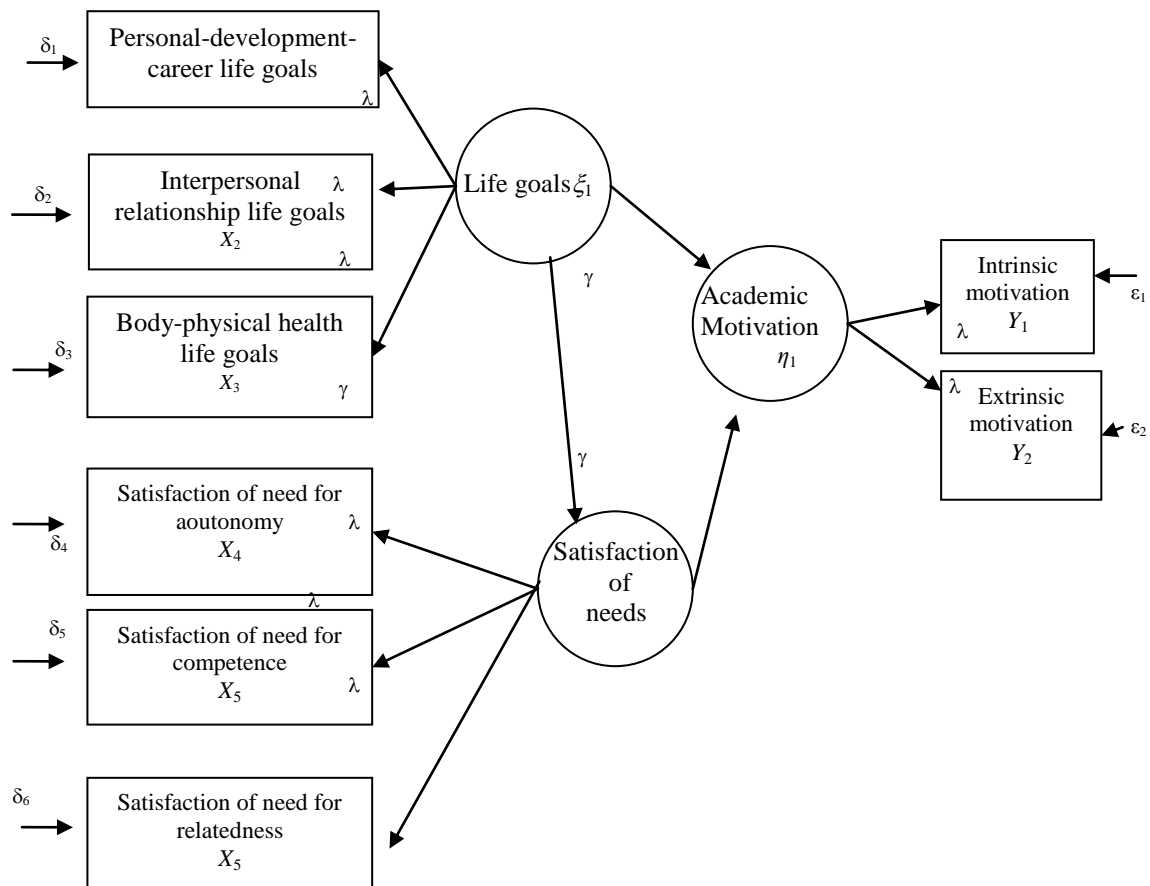 δ1
Personal-development-
career life goals
λ
δ2
Interpersonal
λ
relationship life goals
X2
λ
δ3
Body-physical health
life goals
X3
γ
Life goals ξ1
γ
Academic
Motivation
η1
Intrinsic
motivation
Y1
λ
ε1
λ
Extrinsic
motivation
Y2
ε2
γ
δ4
Satisfaction of need for
aoutonomy
λ
X4
λ
δ5
Satisfaction of need for
competence
X5
λ
Satisfaction
of
needs
δ6
Satisfaction of need for
relatedness
X5